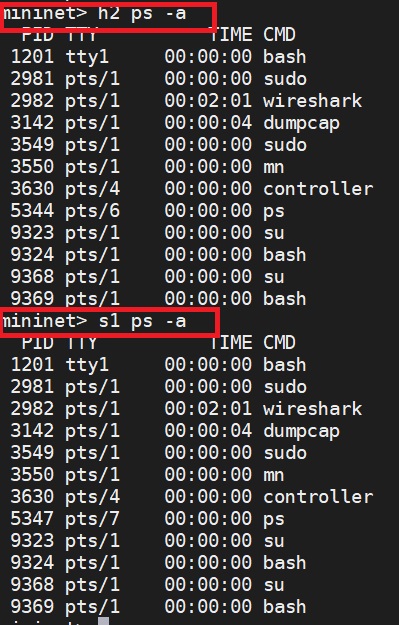 mininet> h2 ps -a
PID TTY TIME CMD
1201 tty1 00:00:00 bash
2981 pts/1 00:00:00 sudo
2982 pts/1 00:02:01 wireshark
3142 pts/1 00:00:04 dumpcap
3549 pts/1 00:00:00 sudo
3550 pts/1 00:00:00 mn
3630 pts/4 00:00:00 controller
5344 pts/6 00:00:00 ps
9323 pts/1 00:00:00 su
9324 pts/1 00:00:00 bash
9368 pts/1 00:00:00 su
9369 pts/1 00:00:00 bash
mininet> s1 ps -a
PID TTY TIME CMD
1201 tty1 00:00:00 bash
2981 pts/1 00:00:00 sudo
2982 pts/1 00:02:01 wireshark
3142 pts/1 00:00:04 dumpcap
3549 pts/1 00:00:00 sudo
3550 pts/1 00:00:00 mn
3630 pts/4 00:00:00 controller
5347 pts/7 00:00:00 ps
9323 pts/1 00:00:00 su
9324 pts/1 00:00:00 bash
9368 pts/1 00:00:00 su
9369 pts/1 00:00:00 bash
mininet>